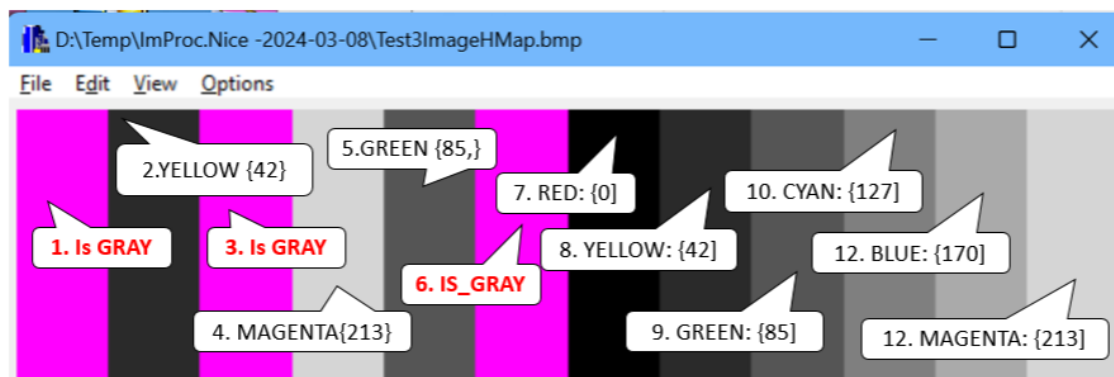 D:\Temp\ImProc.Nice -2024-03-08\Test3ImageHMap.bmp
File Edit View Options
1. Is GRAY
2.YELLOW {42}
3. Is GRAY
4. MAGENTA{213}
5.GREEN {85,}
6. IS_GRAY
7. RED: {0]
8. YELLOW: {42]
9. GREEN: {85]
10. CYAN: {127]
12. BLUE: {170]
12. MAGENTA: {213]